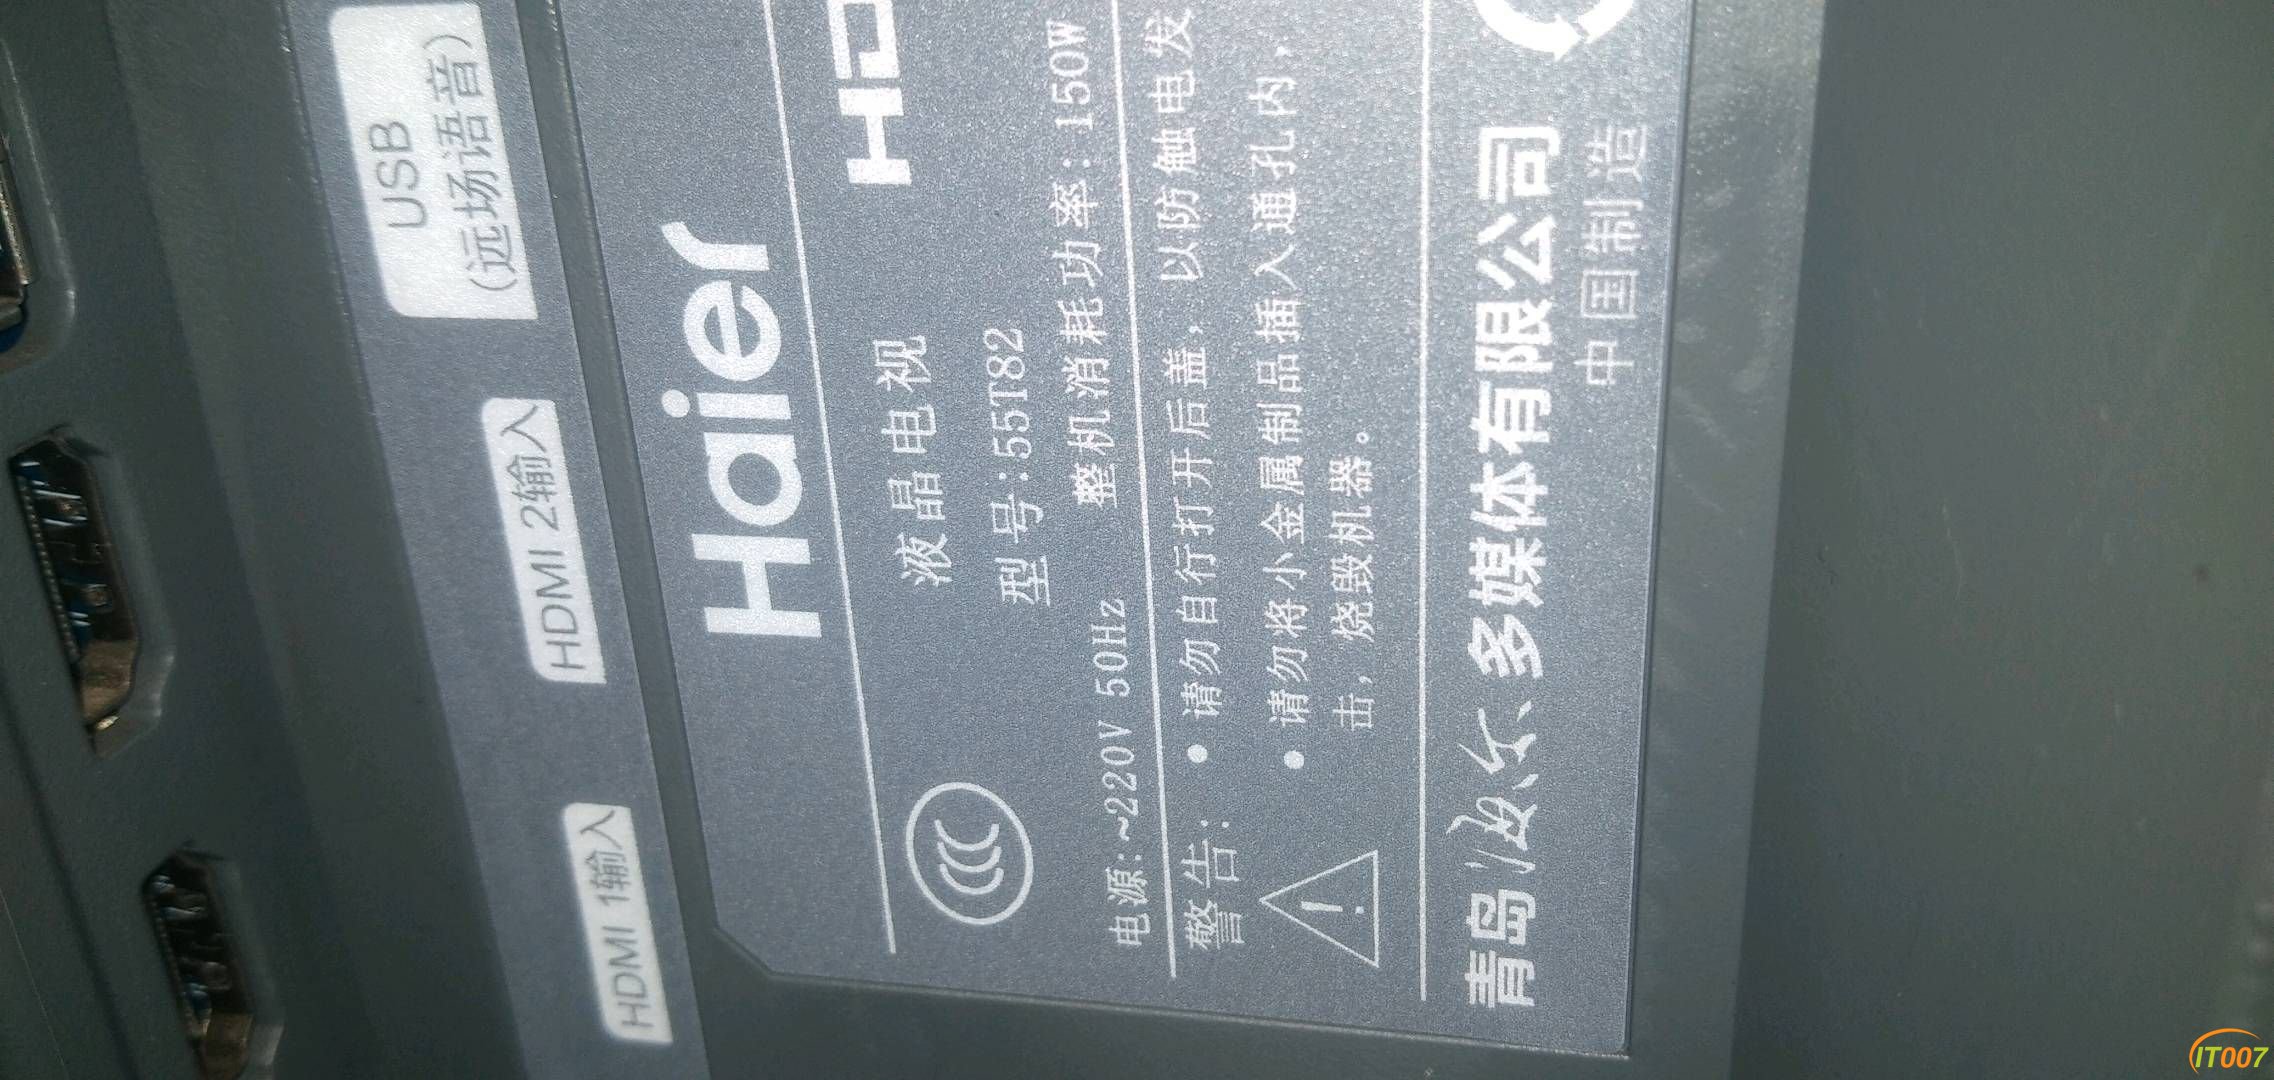 USB
(远场语音)
HDMI 2输入
HDMI 1输入
Haier
液晶电视
型号:55T82
电源:~220V 50Hz 整机消耗功率:150W
警告:
● 请勿自行打开后盖, 以防触电发
● 请勿将小金属制品插入通孔内,
击, 烧毁机器。
青岛海尔多媒体有限公司
中国制造
IT007